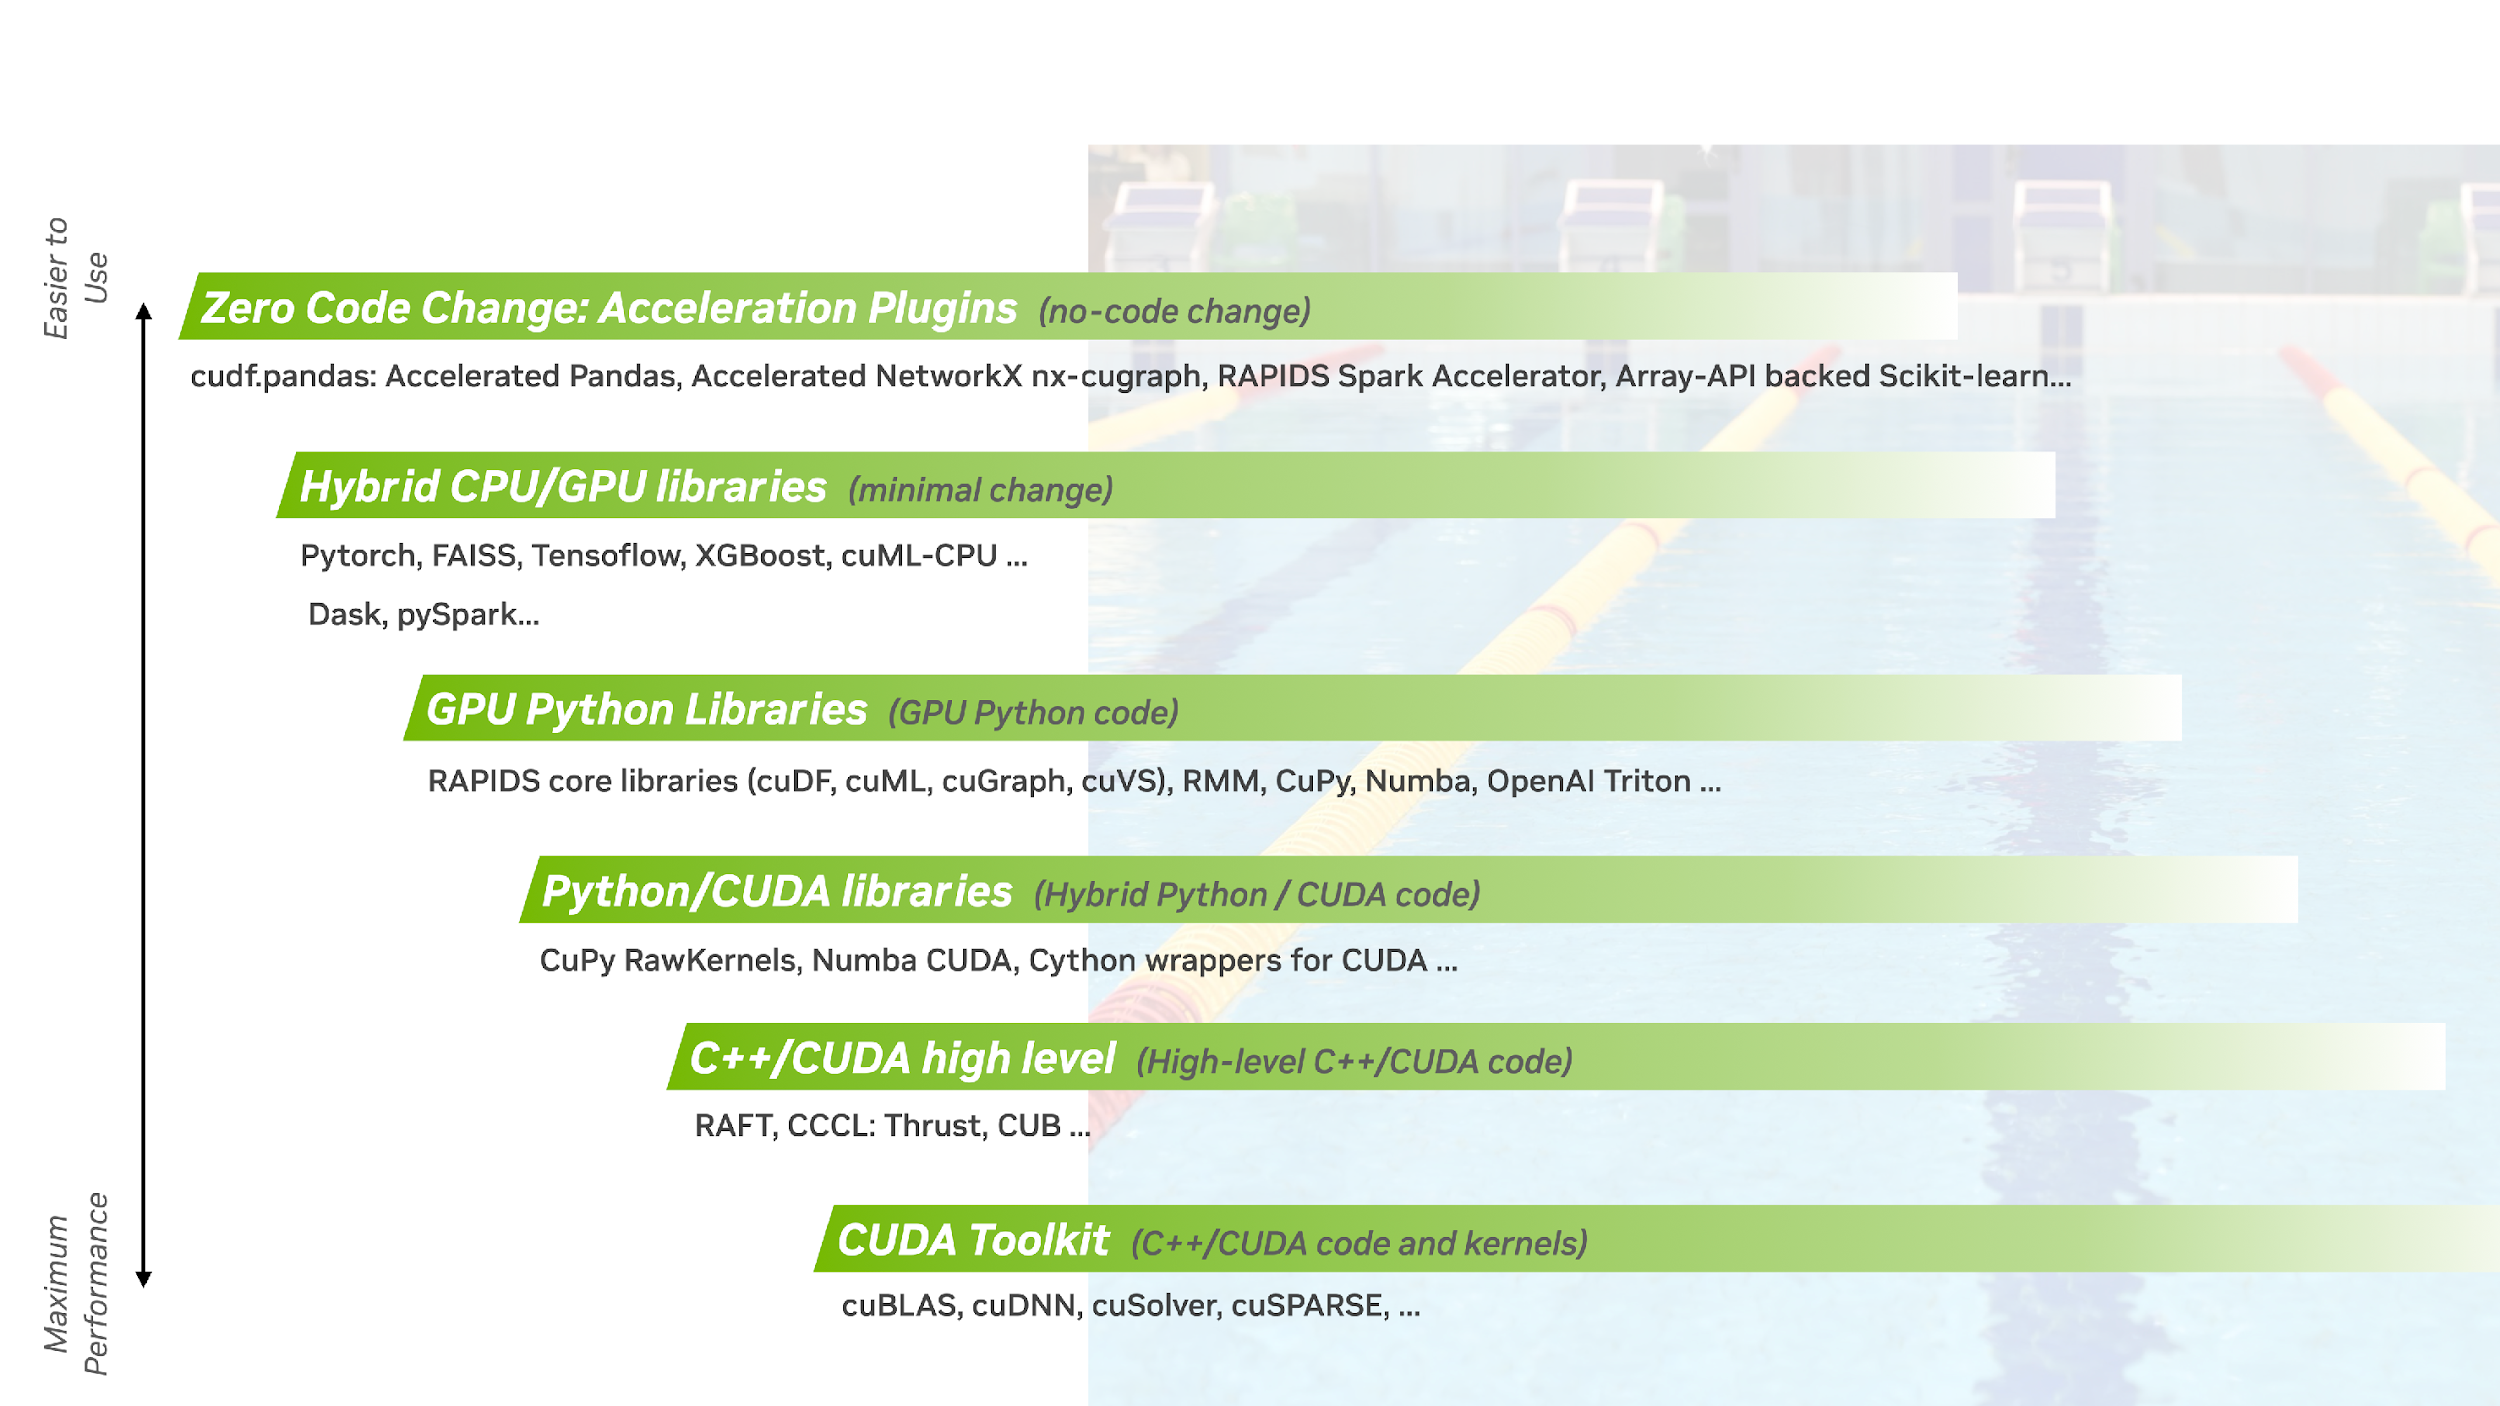 Easier to
Use
Zero Code Change: Acceleration Plugins (no-code change)
cudf.pandas: Accelerated Pandas, Accelerated NetworkX nx-cugraph, RAPIDS Spark Accelerator, Array-API backed Scikit-learn...
Hybrid CPU/GPU libraries (minimal change)
Pytorch, FAISS, Tensoflow, XGBoost, cuML-CPU ...
Dask, pySpark...
GPU Python Libraries (GPU Python code)
RAPIDS core libraries (cuDF, cuML, cuGraph, cuVS), RMM, CuPy, Numba, OpenAI Triton ...
Python/CUDA libraries (Hybrid Python / CUDA code)
CuPy RawKernels, Numba CUDA, Cython wrappers for CUDA ...
C++/CUDA high level (High-level C++/CUDA code)
RAFT, CCCL: Thrust, CUB ...
Maximum
Performance
CUDA Toolkit (C++/CUDA code and kernels)
cuBLAS, cuDNN, cuSolver, cuSPARSE, ...